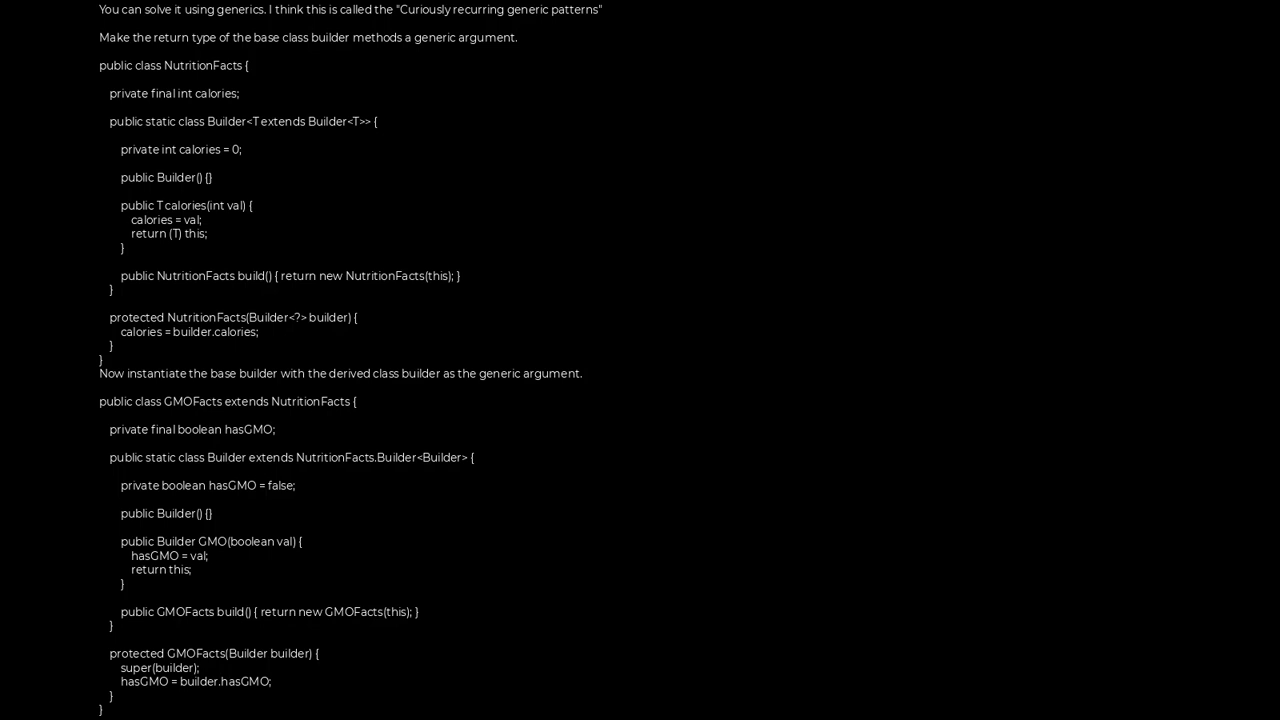 You can solve it using generics. I think this is called the "Curiously recurring generic patterns"
Make the return type of the base class builder methods a generic argument.
public class NutritionFacts {
private final int calories;
public static class Builder<T extends Builder<T>> {
private int calories = 0;
public Builder() {}
public T calories(int val) {
calories = val;
return (T) this;
}
public NutritionFacts build() { return new NutritionFacts(this); }
}
protected NutritionFacts(Builder<?> builder) {
calories = builder.calories;
}
}
Now instantiate the base builder with the derived class builder as the generic argument.
public class GMOFacts extends NutritionFacts {
private final boolean hasGMO;
public static class Builder extends NutritionFacts.Builder<Builder> {
private boolean hasGMO = false;
public Builder() {}
public Builder GMO(boolean val) {
hasGMO = val;
return this;
}
public GMOFacts build() { return new GMOFacts(this); }
}
protected GMOFacts(Builder builder) {
super(builder);
hasGMO = builder.hasGMO;
}
}